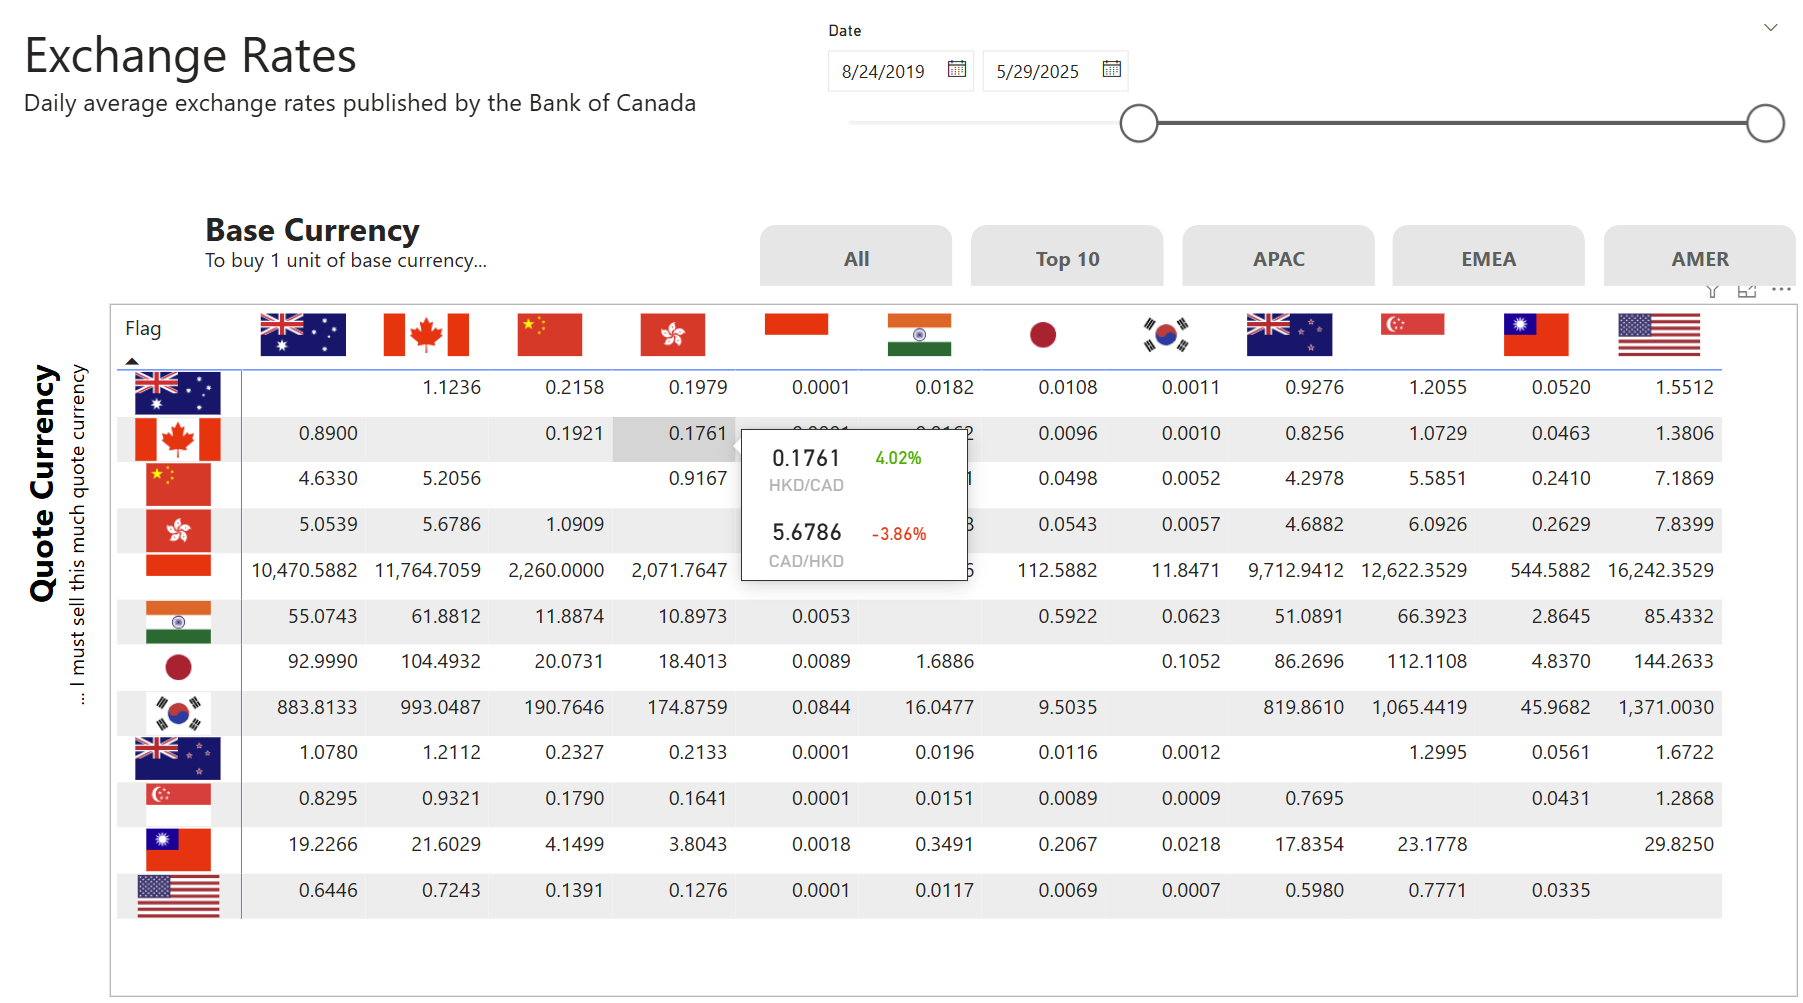 Exchange Rates
Daily average exchange rates published by the Bank of Canada
Date
8/24/2019 5/29/2025
Base Currency
To buy 1 unit of base currency...
All Top 10 APAC EMEA AMER
Quote Currency
... I must sell this much quote currency
Flag
1.1236 0.2158 0.1979 0.0001 0.0182 0.0108 0.0011 0.9276 1.2055 0.0520 1.5512
0.8900 0.1921 0.1761 0.0096 0.0010 0.8256 1.0729 0.0463 1.3806
4.6330 5.2056 0.9167 0.0498 0.0052 4.2978 5.5851 0.2410 7.1869
5.0539 5.6786 1.0909 0.0543 0.0057 4.6882 6.0926 0.2629 7.8399
10,470.5882 11,764.7059 2,260.0000 2,071.7647 112.5882 11.8471 9,712.9412 12,622.3529 544.5882 16,242.3529
55.0743 61.8812 11.8874 10.8973 0.0053 0.5922 0.0623 51.0891 66.3923 2.8645 85.4332
92.9990 104.4932 20.0731 18.4013 0.0089 1.6886 0.1052 86.2696 112.1108 4.8370 144.2633
883.8133 993.0487 190.7646 174.8759 0.0844 16.0477 9.5035 819.8610 1,065.4419 45.9682 1,371.0030
1.0780 1.2112 0.2327 0.2133 0.0001 0.0196 0.0116 0.0012 1.2995 0.0561 1.6722
0.8295 0.9321 0.1790 0.1641 0.0001 0.0151 0.0089 0.0009 0.7695 0.0431 1.2868
19.2266 21.6029 4.1499 3.8043 0.0018 0.3491 0.2067 0.0218 17.8354 23.1778 29.8250
0.6446 0.7243 0.1391 0.1276 0.0001 0.0117 0.0069 0.0007 0.5980 0.7771 0.0335
0.1761 4.02%
HKD/CAD
5.6786 -3.86%
CAD/HKD